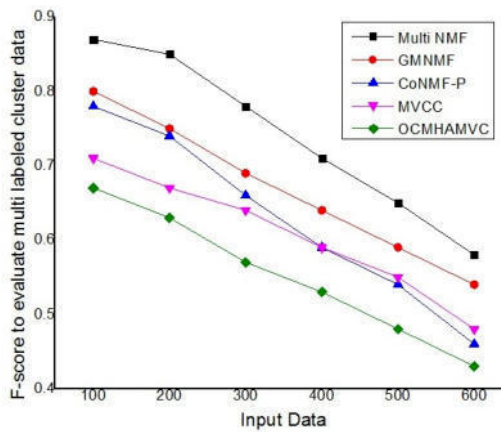 F-score to evaluate multi labeled cluster data
0.9
0.8
0.7
0.6
0.5
0.4
Multi NMF
GMNMF
CoNMF-P
MVCC
OCMHAMVC
100 200 300 400 500 600
Input Data